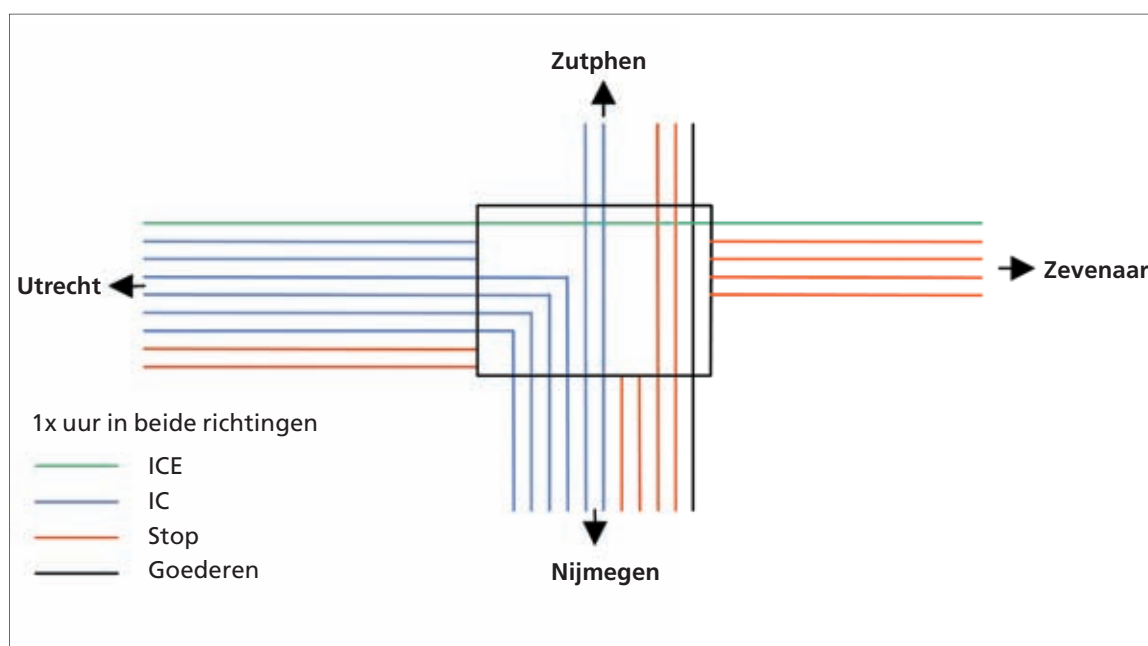 Zutphen
Utrecht
Zevenaar
1x uur in beide richtingen
ICE
IC
Stop
Goederen
Nijmegen